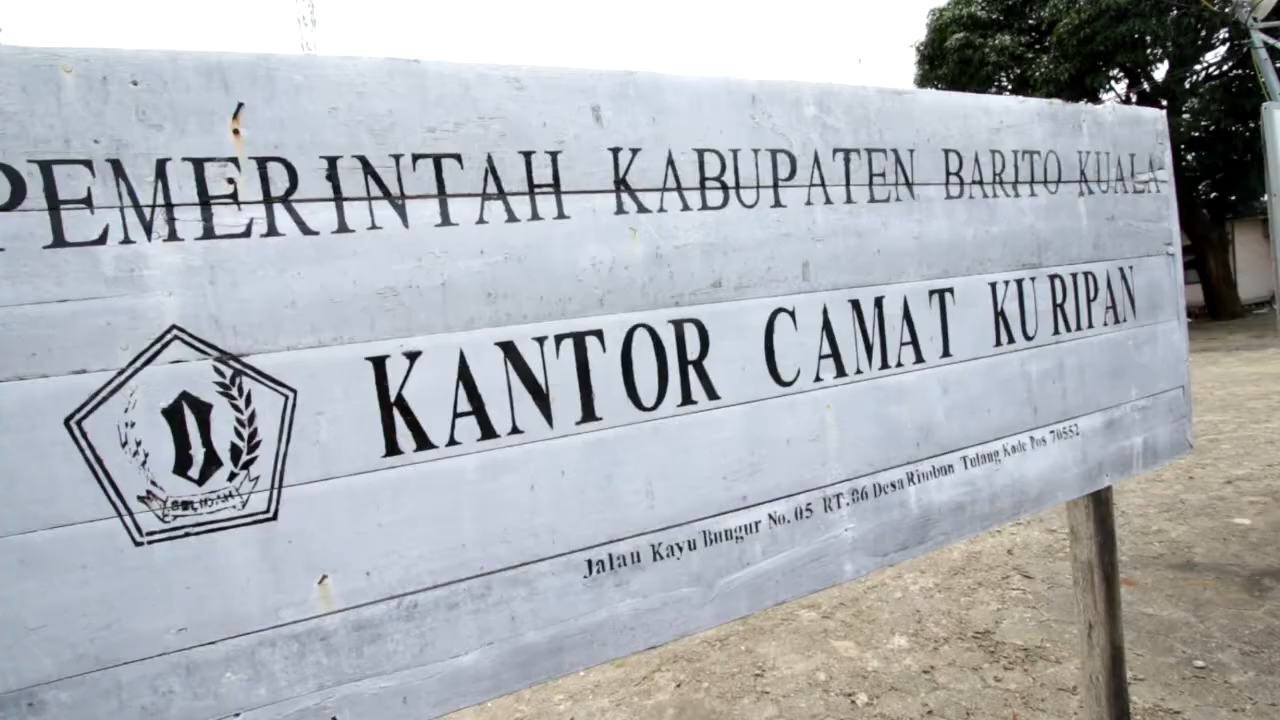 PEMERINTAH KABUPATEN BARITO KUALA
KANTOR CAMAT KURIPAN
SELIDAH
Jalan Kayu Bungur No. 05 RT.06 Desa Rimbun Tulang Kode Pos 70552